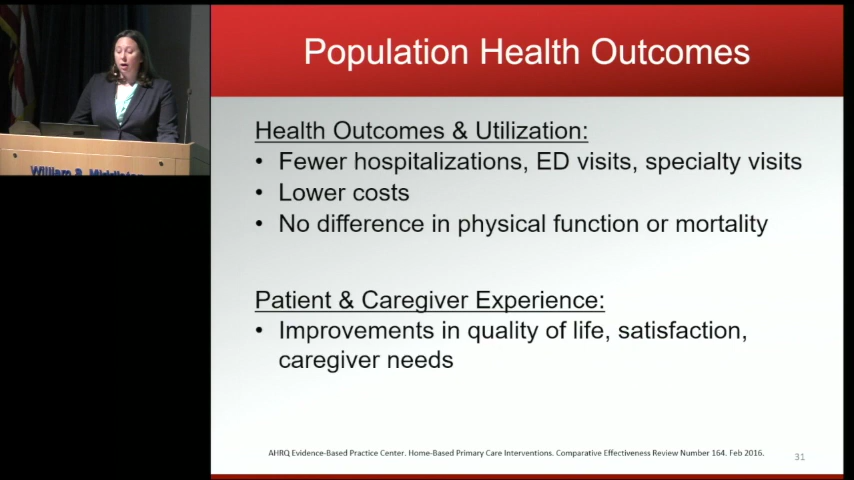 Population Health Outcomes
Health Outcomes & Utilization:
• Fewer hospitalizations, ED visits, specialty visits
• Lower costs
• No difference in physical function or mortality
Patient & Caregiver Experience:
• Improvements in quality of life, satisfaction,
caregiver needs
AHRQ Evidence-Based Practice Center. Home-Based Primary Care Interventions. Comparative Effectiveness Review Number 164. Feb 2016.
31
William S. Middleton